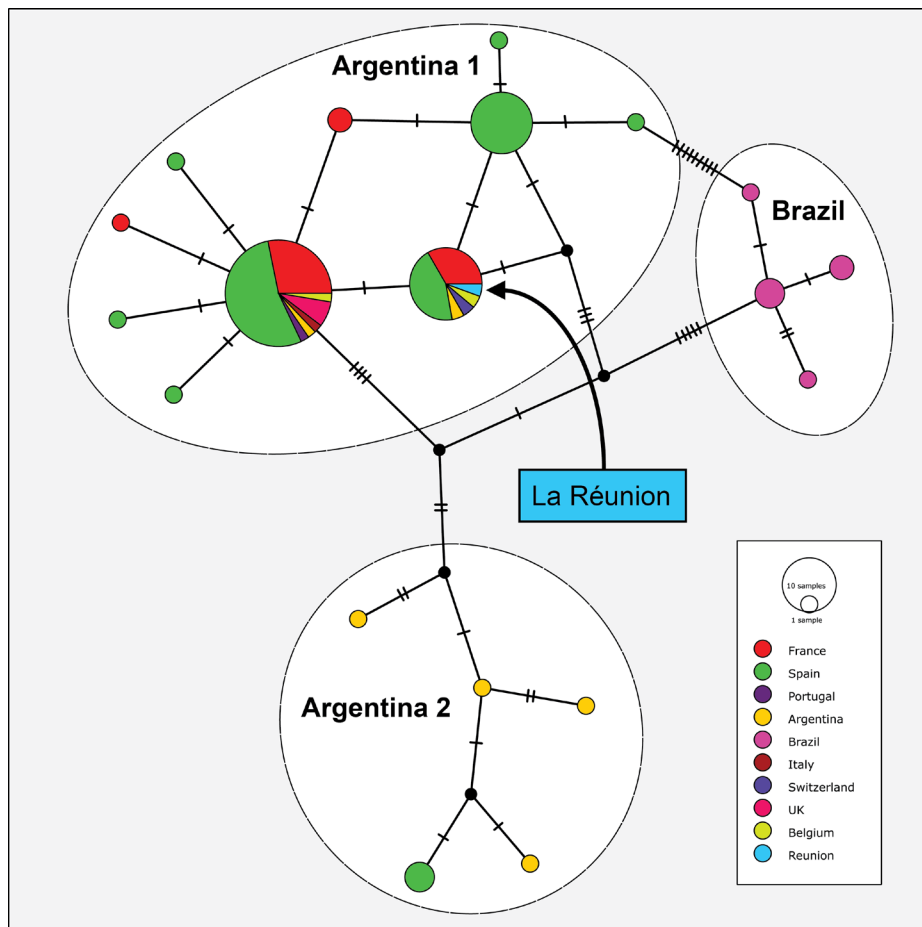 Argentina 1
Brazil
La Réunion
Argentina 2
10 samples
1 sample
France
Spain
Portugal
Argentina
Brazil
Italy
Switzerland
UK
Belgium
Reunion